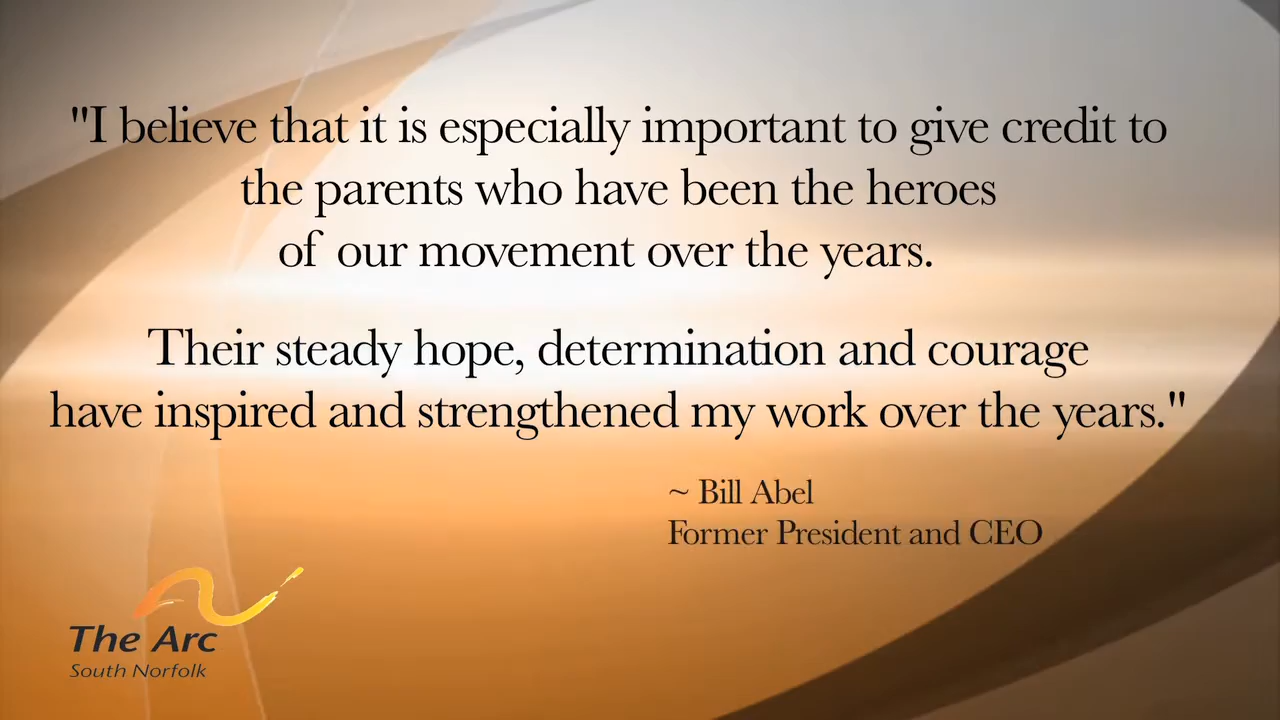 "I believe that it is especially important to give credit to
the parents who have been the heroes
of our movement over the years.
Their steady hope, determination and courage
have inspired and strengthened my work over the years."
~ Bill Abel
Former President and CEO
The Arc
South Norfolk